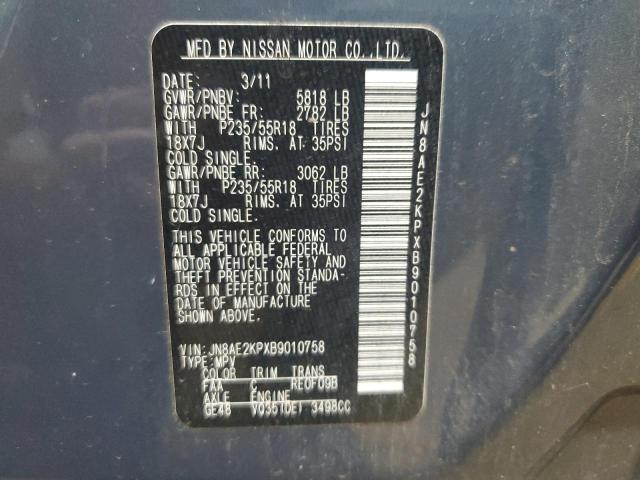 MFD BY NISSAN MOTOR CO.,LTD.
DATE: 3/11
GVWR/PNBV: 5818 LB
GAWR/PNBE FR: 2782 LB
WITH P235/55R18 TIRES
18X7J RIMS. AT 35PSI
COLD SINGLE.
GAWR/PNBE RR: 3062 LB
WITH P235/55R18 TIRES
18X7J RIMS. AT 35PSI
COLD SINGLE.
THIS VEHICLE CONFORMS TO
ALL APPLICABLE FEDERAL
MOTOR VEHICLE SAFETY AND
THEFT PREVENTION STANDA-
RDS IN EFFECT ON THE
DATE OF MANUFACTURE
SHOWN ABOVE.
VIN:JN8AE2KPXB9010758
TYPE:MPV
COLOR TRIM TRANS
FAX C RE0F09B
AXLE ENGINE
GE48 VQ35(DE) 3498CC
JN8AE2KPXB9010758